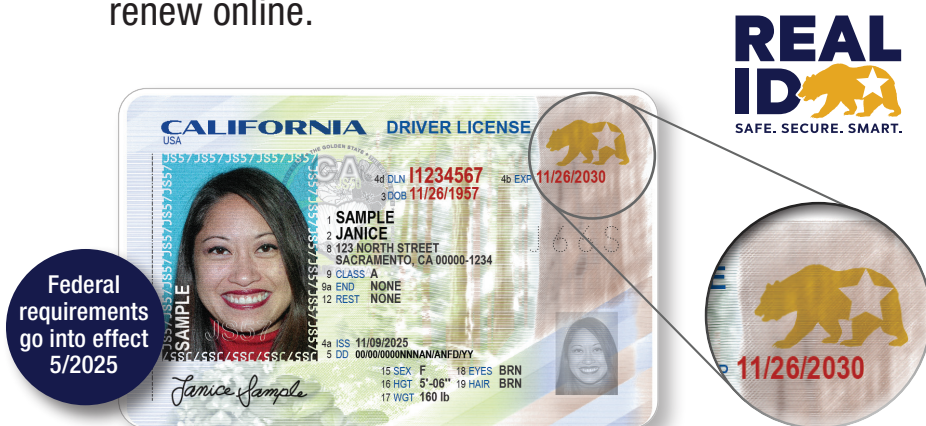 renew online.
REAL
ID
SAFE. SECURE. SMART.
CALIFORNIA DRIVER LICENSE
USA
JS57JS57JS57JS57JS57
CA
4d DLN I1234567 4b EXP 11/26/2030
3 DOB 11/26/1957
1 SAMPLE
2 JANICE
8 123 NORTH STREET
SACRAMENTO, CA 00000-1234
9 CLASS A
9a END NONE
12 REST NONE
J66S
SAMPLE
JS57
4a ISS 11/09/2025
5 DD 00/00/0000NNNAN/ANFD/YY
15 SEX F 18 EYES BRN
16 HGT 5'-06" 19 HAIR BRN
17 WGT 160 lb
Janice Sample
Federal
requirements
go into effect
5/2025
11/26/2030